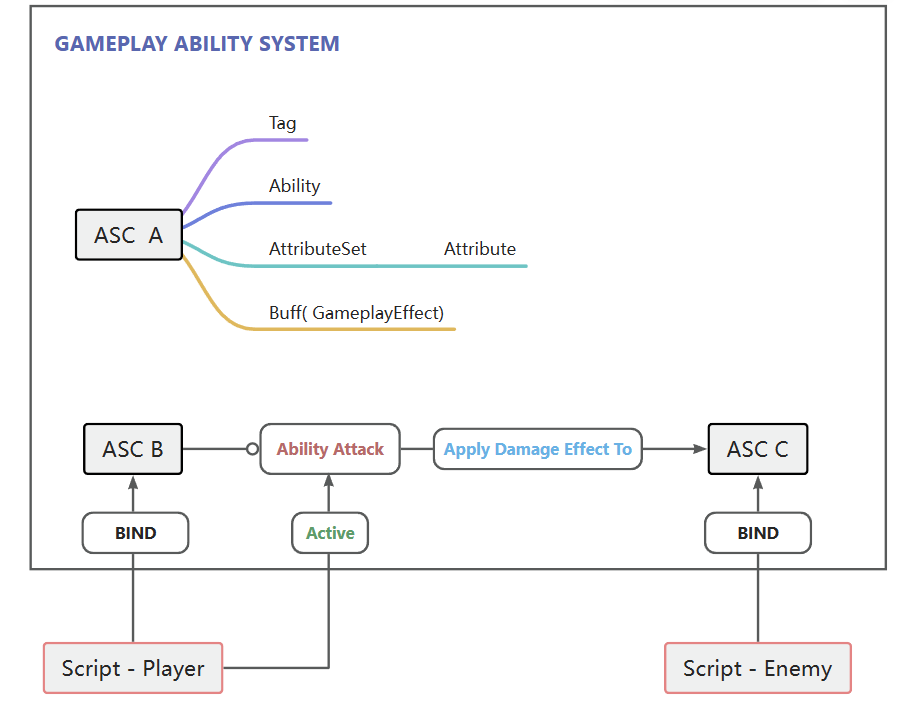 GAMEPLAY ABILITY SYSTEM
Tag
Ability
ASC A
AttributeSet Attribute
Buff( GameplayEffect)
ASC B
Ability Attack
Apply Damage Effect To
ASC C
BIND
Active
BIND
Script - Player
Script - Enemy